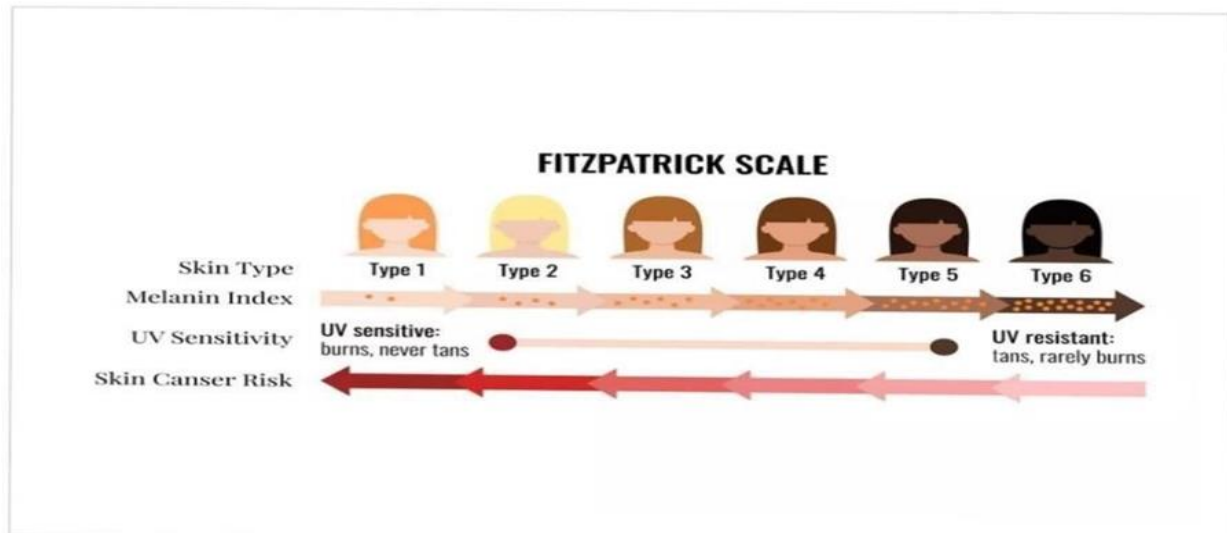 FITZPATRICK SCALE
Skin Type
Type 1 Type 2 Type 3 Type 4 Type 5 Type 6
Melanin Index
UV Sensitivity
UV sensitive:
burns, never tans
UV resistant:
tans, rarely burns
Skin Canser Risk